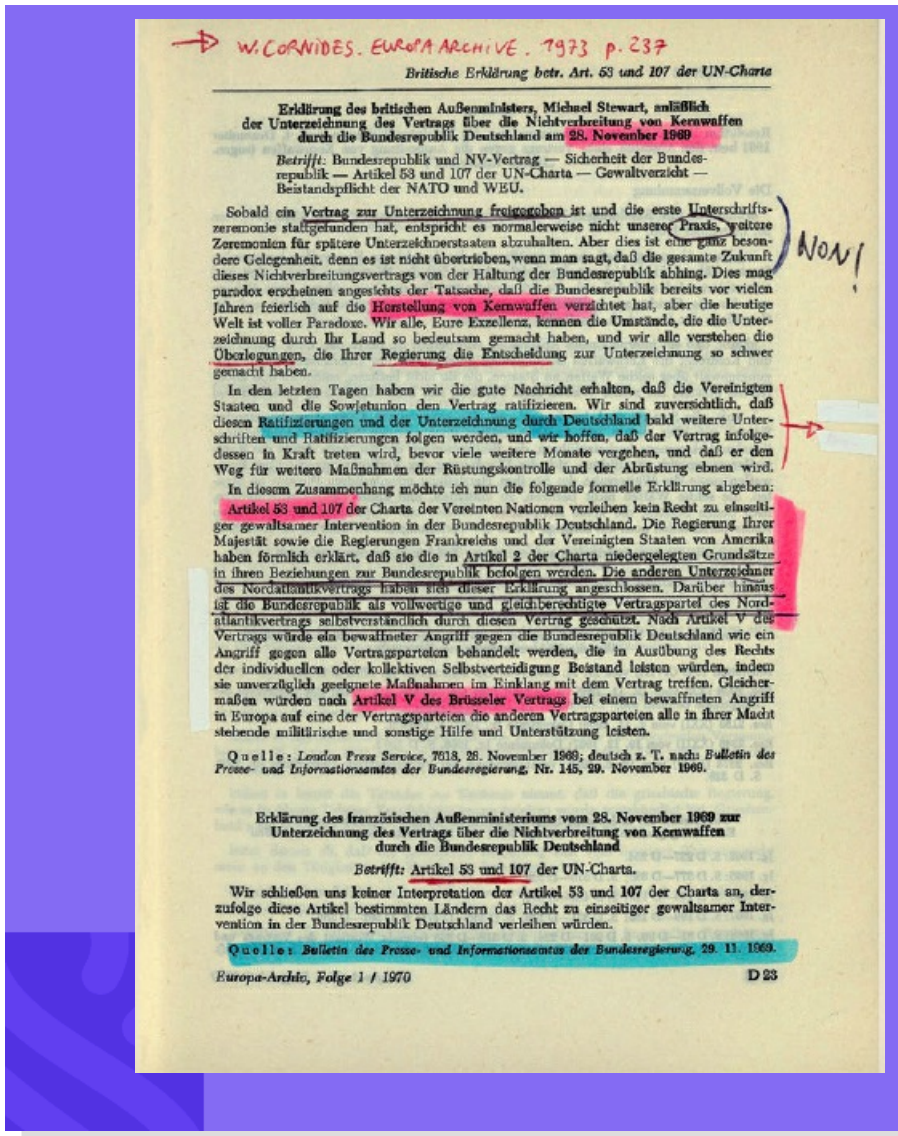 → W. CORNIDES. EUROPA ARCHIVE. 1973 p. 237
Britische Erklärung betr. Art. 53 und 107 der UN-Charta
Erklärung des britischen Außenministers, Michael Stewart, anläßlich
der Unterzeichnung des Vertrags über die Nichtverbreitung von Kernwaffen
durch die Bundesrepublik Deutschland am 28. November 1969
Betrifft: Bundesrepublik und NV-Vertrag — Sicherheit der Bundes-
republik — Artikel 53 und 107 der UN-Charta — Gewaltverzicht —
Beistandspflicht der NATO und WEU.
Sobald ein Vertrag zur Unterzeichnung freigegeben ist und die erste Unterschrifts-
zeremonie stattgefunden hat, entspricht es normalerweise nicht unserer Praxis, weitere
Zeremonien für spätere Unterzeichnerstaaten abzuhalten. Aber dies ist eine ganz beson-
dere Gelegenheit, denn es ist nicht übertrieben, wenn man sagt, daß die gesamte Zukunft
dieses Nichtverbreitungsvertrags von der Haltung der Bundesrepublik abhing. Dies mag
paradox erscheinen angesichts der Tatsache, daß die Bundesrepublik bereits vor vielen
Jahren feierlich auf die Herstellung von Kernwaffen verzichtet hat, aber die heutige
Welt ist voller Paradoxe. Wir alle, Eure Exzellenz, kennen die Umstände, die die Unter-
zeichnung durch Ihr Land so bedeutsam gemacht haben, und wir alle verstehen die
Überlegungen, die Ihrer Regierung die Entscheidung zur Unterzeichnung so schwer
gemacht haben.
NON!
In den letzten Tagen haben wir die gute Nachricht erhalten, daß die Vereinigten
Staaten und die Sowjetunion den Vertrag ratifizieren. Wir sind zuversichtlich, daß
diesen Ratifizierungen und der Unterzeichnung durch Deutschland bald weitere Unter-
schriften und Ratifizierungen folgen werden, und wir hoffen, daß der Vertrag infolge-
dessen in Kraft treten wird, bevor viele weitere Monate vergehen, und daß er den
Weg für weitere Maßnahmen der Rüstungskontrolle und der Abrüstung ebnen wird.
In diesem Zusammenhang möchte ich nun die folgende formelle Erklärung abgeben:
Artikel 53 und 107 der Charta der Vereinten Nationen verleihen kein Recht zu einseiti-
ger gewaltsamer Intervention in der Bundesrepublik Deutschland. Die Regierung Ihrer
Majestät sowie die Regierungen Frankreichs und der Vereinigten Staaten von Amerika
haben förmlich erklärt, daß sie die in Artikel 2 der Charta niedergelegten Grundsätze
in ihren Beziehungen zur Bundesrepublik befolgen werden. Die anderen Unterzeichner
des Nordatlantikvertrags haben sich dieser Erklärung angeschlossen. Darüber hinaus
ist die Bundesrepublik als vollwertige und gleichberechtigte Vertragspartei des Nord-
atlantikvertrags selbstverständlich durch diesen Vertrag geschützt. Nach Artikel V des
Vertrags würde ein bewaffneter Angriff gegen die Bundesrepublik Deutschland wie ein
Angriff gegen alle Vertragsparteien behandelt werden, die in Ausübung des Rechts
der individuellen oder kollektiven Selbstverteidigung Beistand leisten würden, indem
sie unverzüglich geeignete Maßnahmen im Einklang mit dem Vertrag treffen. Gleicher-
maßen würden nach Artikel V des Brüsseler Vertrags bei einem bewaffneten Angriff
in Europa auf eine der Vertragsparteien die anderen Vertragsparteien alle in ihrer Macht
stehende militärische und sonstige Hilfe und Unterstützung leisten.
Quelle: London Press Service, 7618, 28. November 1969; deutsch z. T. nach: Bulletin des
Presse- und Informationsamtes der Bundesregierung, Nr. 145, 29. November 1969.
Erklärung des französischen Außenministeriums vom 28. November 1969 zur
Unterzeichnung des Vertrags über die Nichtverbreitung von Kernwaffen
durch die Bundesrepublik Deutschland
Betrifft: Artikel 53 und 107 der UN-Charta.
Wir schließen uns keiner Interpretation der Artikel 53 und 107 der Charta an, der-
zufolge diese Artikel bestimmten Ländern das Recht zu einseitiger gewaltsamer Inter-
vention in der Bundesrepublik Deutschland verleihen würden.
Quelle: Bulletin des Presse- und Informationsamtes der Bundesregierung, 29. 11. 1969.
Europa-Archiv, Folge 1 / 1970
D 23